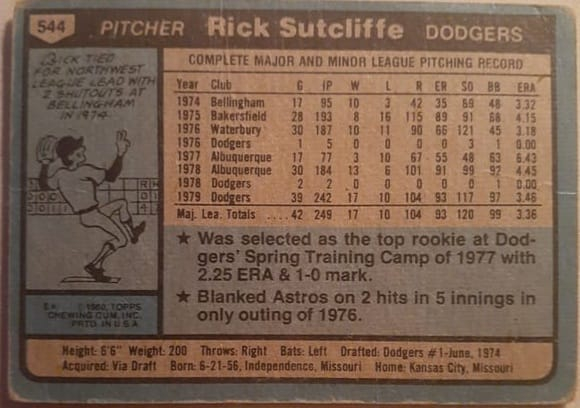 544 PITCHER Rick Sutcliffe DODGERS
RICK TIED
FOR NORTHWEST
LEAGUE LEAD WITH
2 SHUTOUTS AT
BELLINGHAM
IN 1974.
COMPLETE MAJOR AND MINOR LEAGUE PITCHING RECORD
Year Club G IP W L R ER SO BB ERA
1974 Bellingham 17 95 10 3 42 35 69 48 3.32
1975 Bakersfield 28 193 8 16 115 89 91 68 4.15
1976 Waterbury 30 187 10 11 90 66 121 45 3.18
1976 Dodgers 1 5 0 0 0 0 3 1 0.00
1977 Albuquerque 17 77 3 10 67 55 48 63 6.43
1978 Albuquerque 30 184 13 6 101 91 99 92 4.45
1978 Dodgers 2 2 0 0 0 0 0 1 0.00
1979 Dodgers 39 242 17 10 104 93 117 97 3.46
Maj. Lea. Totals .... 42 249 17 10 104 93 120 99 3.36
★ Was selected as the top rookie at Dod-
gers' Spring Training Camp of 1977 with
2.25 ERA & 1-0 mark.
★ Blanked Astros on 2 hits in 5 innings in
only outing of 1976.
© 1980, TOPPS
CHEWING GUM, INC.
PRTD. IN U.S.A.
Height: 6'6" Weight: 200 Throws: Right Bats: Left Drafted: Dodgers #1-June, 1974
Acquired: Via Draft Born: 6-21-56, Independence, Missouri Home: Kansas City, Missouri